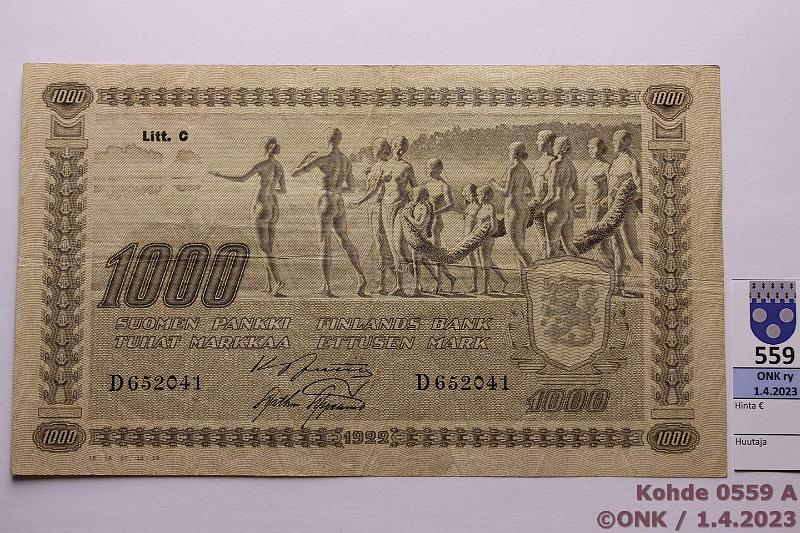 1000 1000
Litt. C
1000
SUOMEN PANKKI FINLANDS BANK
TUHAT MARKKAA ETTUSEN MARK
D652041 D652041
1000
1000 1922 1000
559
ONK ry
1.4.2023
Hinta €
Huutaja
Kohde 0559 A
©ONK / 1.4.2023